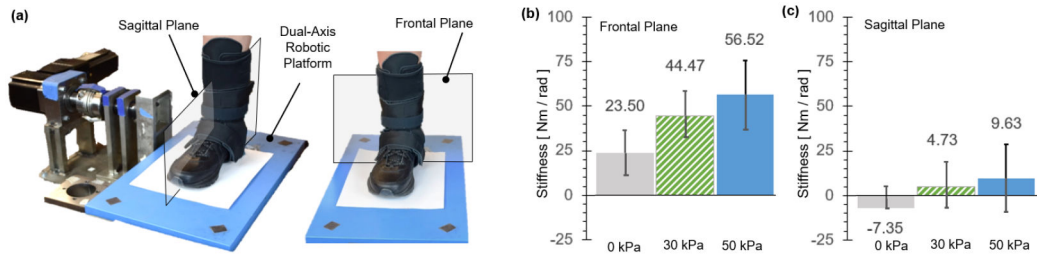 (a)
Sagittal Plane
Dual-Axis
Robotic
Platform
Frontal Plane
(b)
Frontal Plane
Stiffness [ Nm / rad ]
100
75
50
25
0
-25
23.50
44.47
56.52
0 kPa
30 kPa
50 kPa
(c)
Sagittal Plane
Stiffness [ Nm / rad ]
100
75
50
25
0
-25
-7.35
4.73
9.63
0 kPa
30 kPa
50 kPa